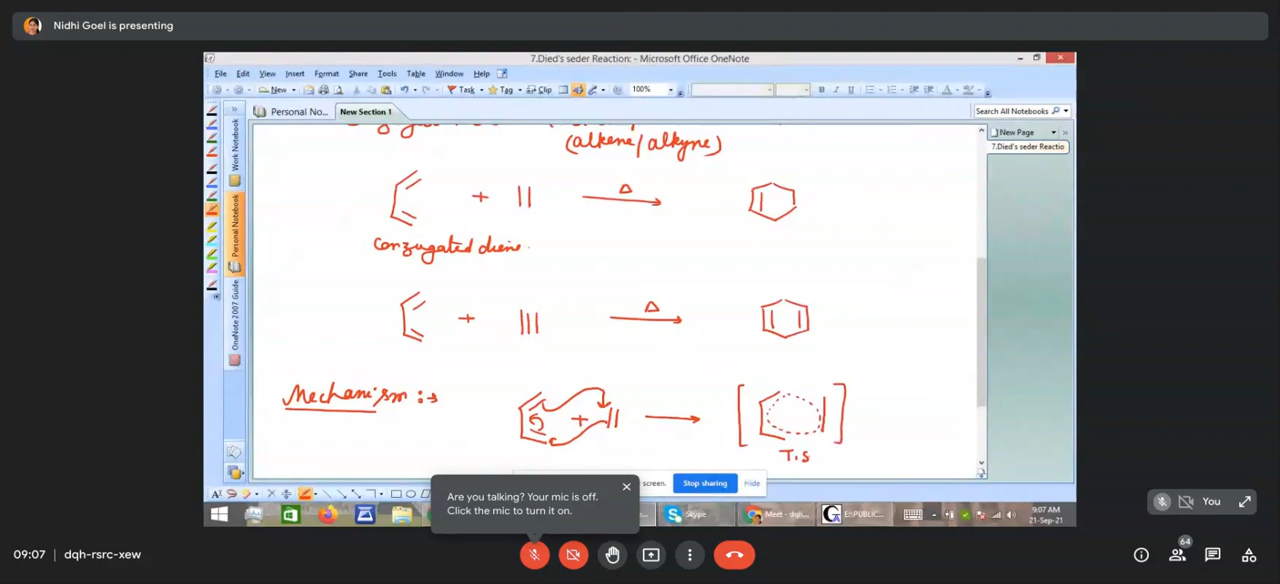 Nidhi Goel is presenting
7.Died's seder Reaction: - Microsoft Office OneNote
File Edit View Insert Format Share Tools Table Window Help
New Task Tag Clip 100%
Personal No... New Section 1 Search All Notebooks
New Page
7.Died's seder Reactio
Work Notebook
Personal Notebook
OneNote 2007 Guide
(alkene/alkyne)
+ Δ
conjugated diene
+ Δ
Mechanism :→ +
T.S
screen. Stop sharing Hide
Are you talking? Your mic is off.
Click the mic to turn it on.
You
Skype Meet - dqh... E:\PUBLIC...
9:07 AM
21-Sep-21
09:07 dqh-rsrc-xew
64